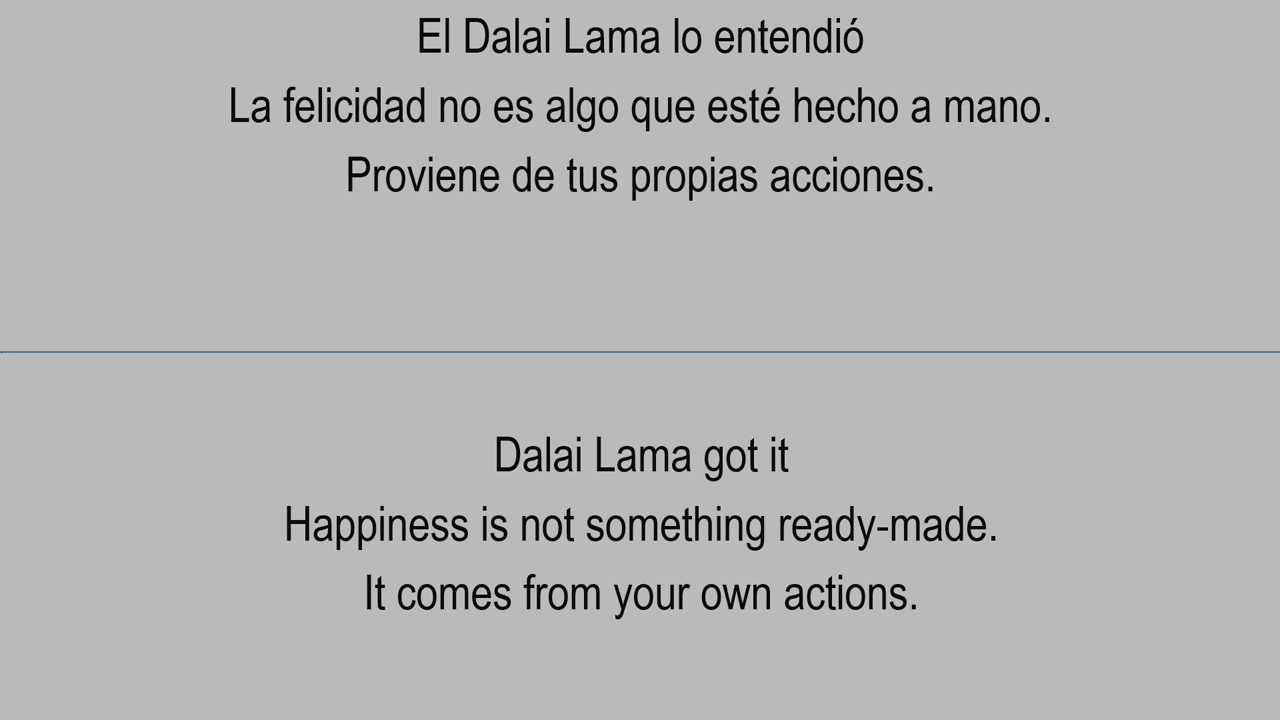 El Dalai Lama lo entendió
La felicidad no es algo que esté hecho a mano.
Proviene de tus propias acciones.
Dalai Lama got it
Happiness is not something ready-made.
It comes from your own actions.